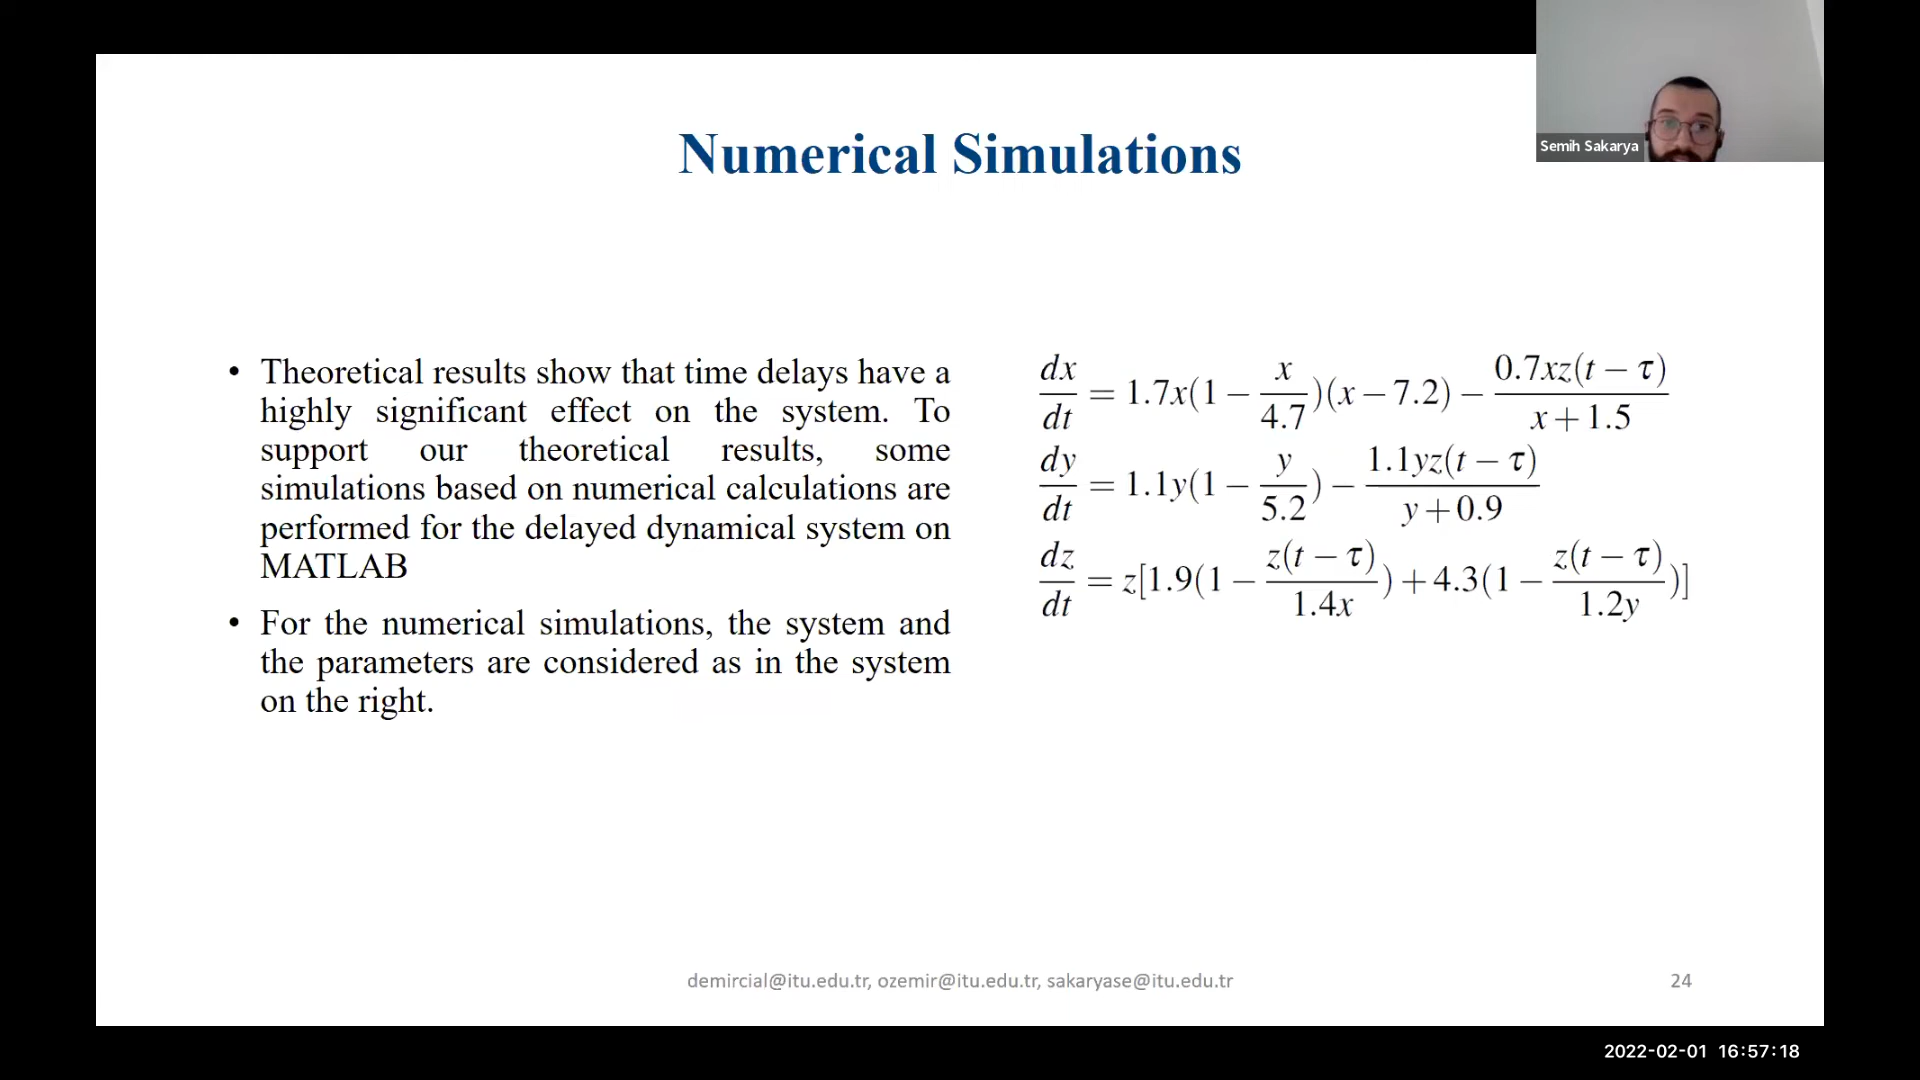 Semih Sakarya
Numerical Simulations
• Theoretical results show that time delays have a
highly significant effect on the system. To
support our theoretical results, some
simulations based on numerical calculations are
performed for the delayed dynamical system on
MATLAB
• For the numerical simulations, the system and
the parameters are considered as in the system
on the right.
dx/dt = 1.7x(1 − x/4.7)(x − 7.2) − 0.7xz(t − τ)/x + 1.5
dy/dt = 1.1y(1 − y/5.2) − 1.1yz(t − τ)/y + 0.9
dz/dt = z[1.9(1 − z(t − τ)/1.4x) + 4.3(1 − z(t − τ)/1.2y)]
demircial@itu.edu.tr, ozemir@itu.edu.tr, sakaryase@itu.edu.tr
24
2022-02-01 16:57:18